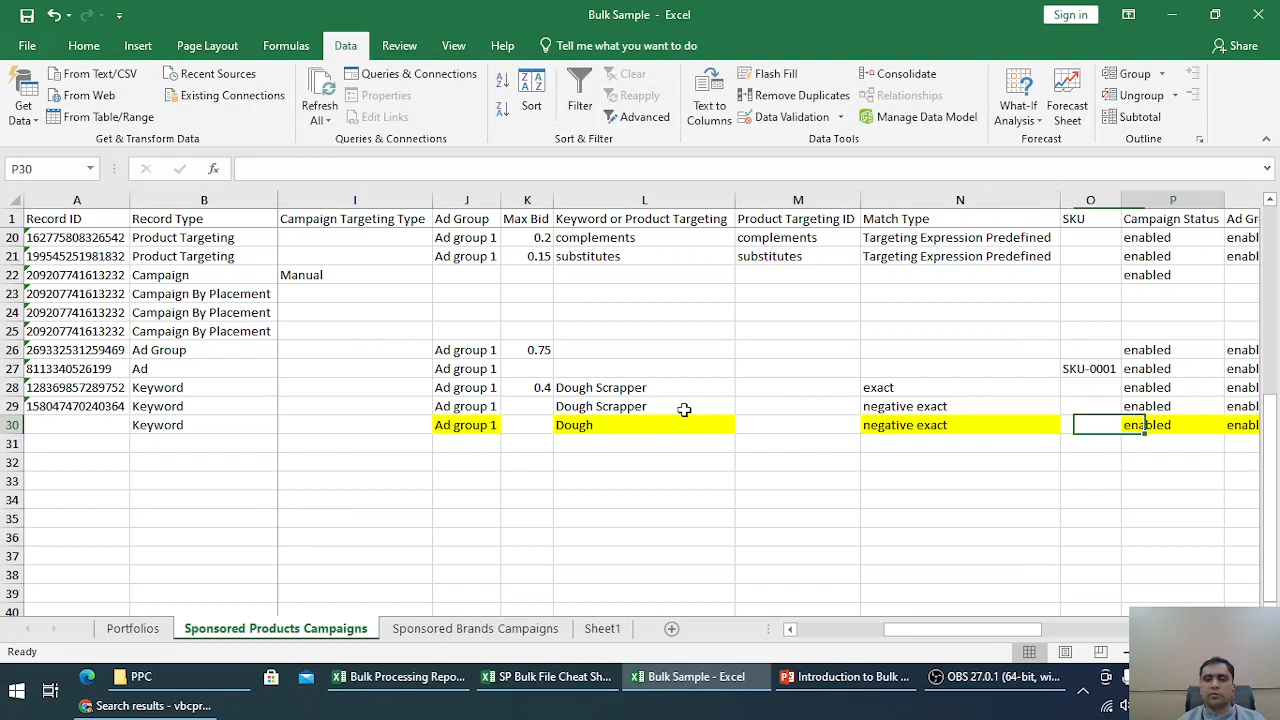 Bulk Sample - Excel
Sign in
File Home Insert Page Layout Formulas Data Review View Help Tell me what you want to do Share
From Text/CSV Recent Sources Queries & Connections Clear Flash Fill Consolidate Group
From Web Existing Connections Properties Reapply Remove Duplicates Relationships Ungroup
Get Data From Table/Range Refresh All Edit Links Sort Filter Advanced Text to Columns Data Validation Manage Data Model What-If Analysis Forecast Sheet Subtotal
Get & Transform Data Queries & Connections Sort & Filter Data Tools Forecast Outline
P30 fx
A B I J K L M N O P
1 Record ID Record Type Campaign Targeting Type Ad Group Max Bid Keyword or Product Targeting Product Targeting ID Match Type SKU Campaign Status Ad Gr
20 162775808326542 Product Targeting Ad group 1 0.2 complements complements Targeting Expression Predefined enabled enabl
21 199545251981832 Product Targeting Ad group 1 0.15 substitutes substitutes Targeting Expression Predefined enabled enabl
22 209207741613232 Campaign Manual enabled
23 209207741613232 Campaign By Placement
24 209207741613232 Campaign By Placement
25 209207741613232 Campaign By Placement
26 269332531259469 Ad Group Ad group 1 0.75 enabled enabl
27 8113340526199 Ad Ad group 1 SKU-0001 enabled enabl
28 128369857289752 Keyword Ad group 1 0.4 Dough Scrapper exact enabled enabl
29 158047470240364 Keyword Ad group 1 Dough Scrapper negative exact enabled enabl
30 Keyword Ad group 1 Dough negative exact enabled enabl
31
32
33
34
35
36
37
38
39
40
Portfolios Sponsored Products Campaigns Sponsored Brands Campaigns Sheet1
Ready
PPC Bulk Processing Repo... SP Bulk File Cheat Sh... Bulk Sample - Excel Introduction to Bulk ... OBS 27.0.1 (64-bit, wi...
Search results - vbcpr...